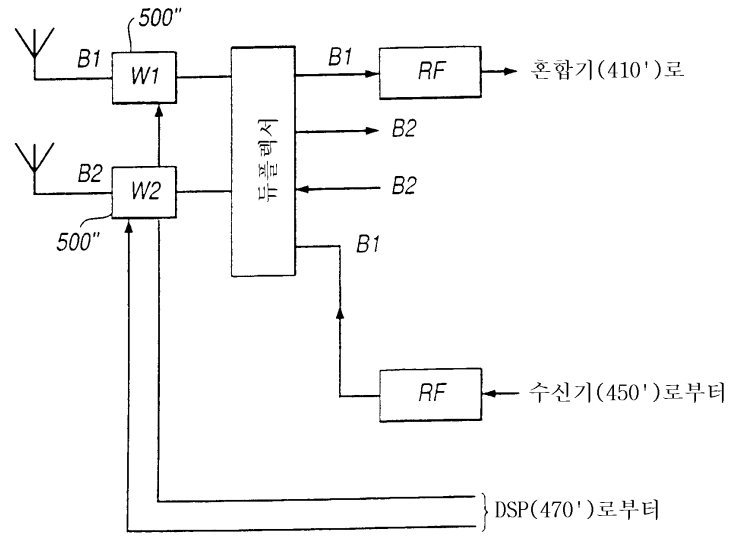 500"
B1
W1
B1
RF
혼합기(410')로
듀플렉서
B2
B2
W2
B2
500"
B1
RF
수신기(450')로부터
DSP(470')로부터